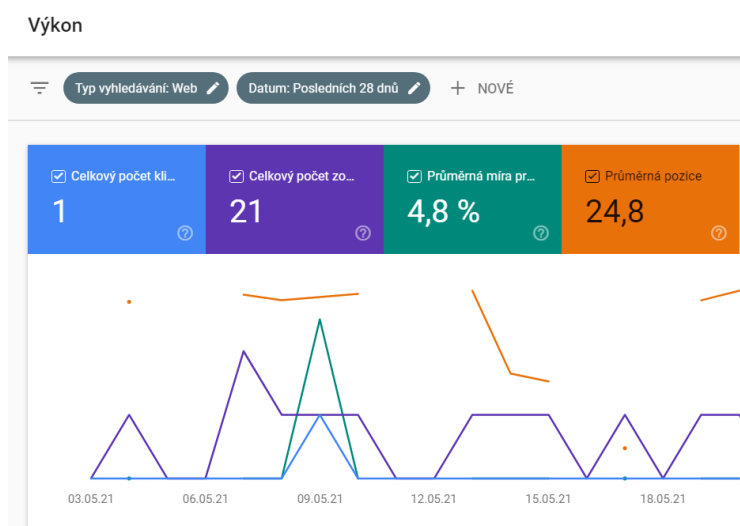 Výkon
Typ vyhledávání: Web
Datum: Posledních 28 dnů
NOVÉ
Celkový počet kli...
Celkový počet zo...
Průměrná míra pr...
Průměrná pozice
1
21
4,8 %
24,8
03.05.21
06.05.21
09.05.21
12.05.21
15.05.21
18.05.21